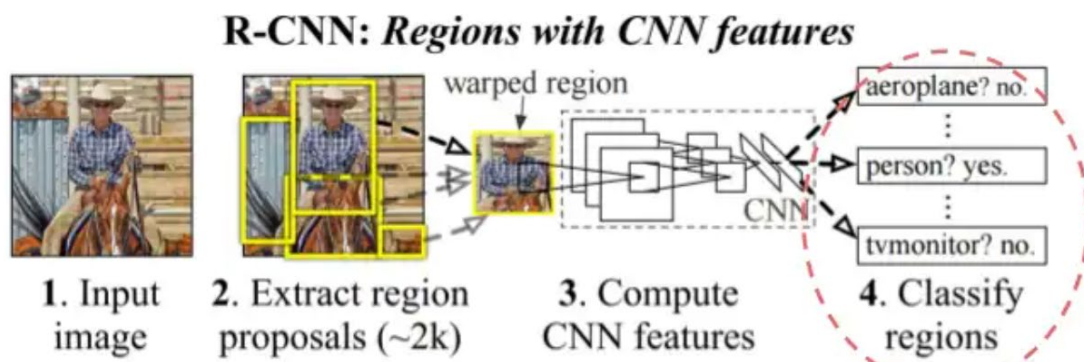 R-CNN: Regions with CNN features
warped region
aeroplane? no.
person? yes.
CNN
tvmonitor? no.
1. Input
image
2. Extract region
proposals (~2k)
3. Compute
CNN features
4. Classify
regions